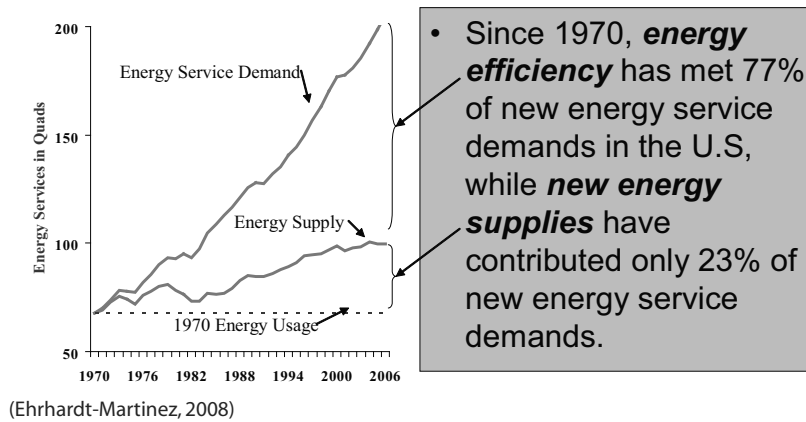 200
150
100
50
Energy Services in Quads
Energy Service Demand
Energy Supply
1970 Energy Usage
1970 1976 1982 1988 1994 2000 2006
• Since 1970, energy
efficiency has met 77%
of new energy service
demands in the U.S,
while new energy
supplies have
contributed only 23% of
new energy service
demands.
(Ehrhardt-Martinez, 2008)